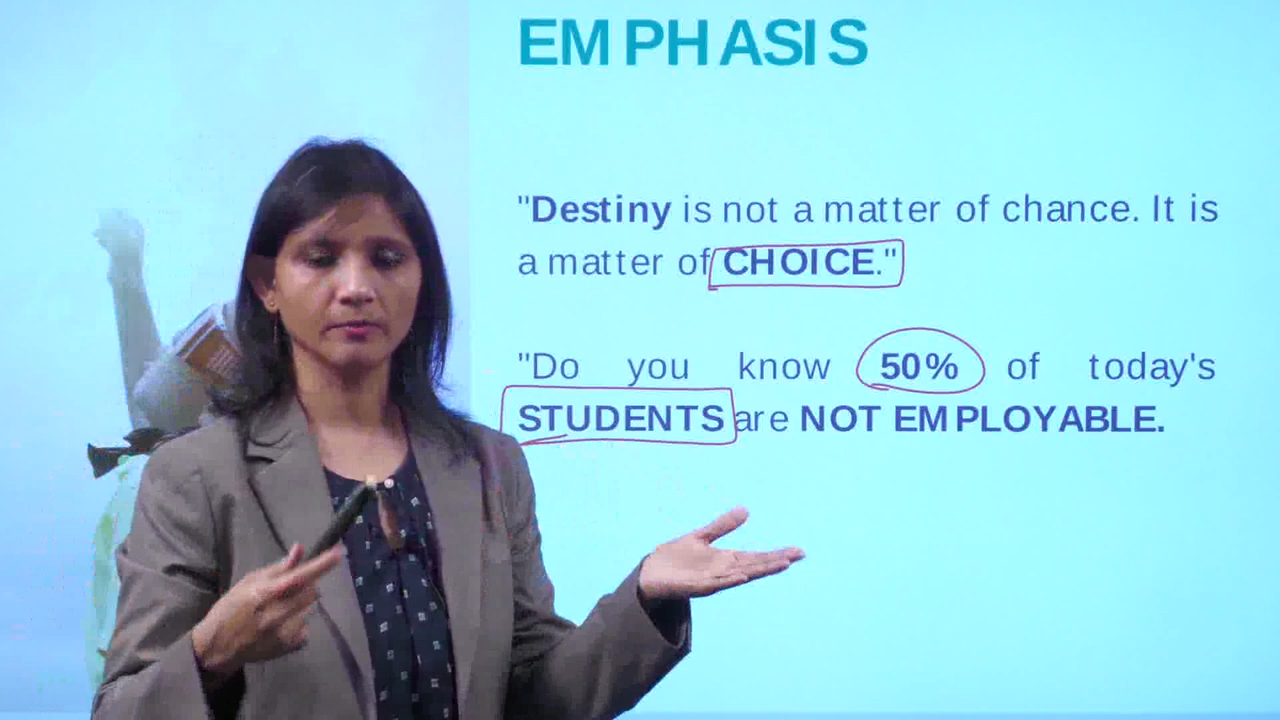 EMPHASIS
"Destiny is not a matter of chance. It is
a matter of CHOICE."
"Do you know 50% of today's
STUDENTS are NOT EMPLOYABLE.